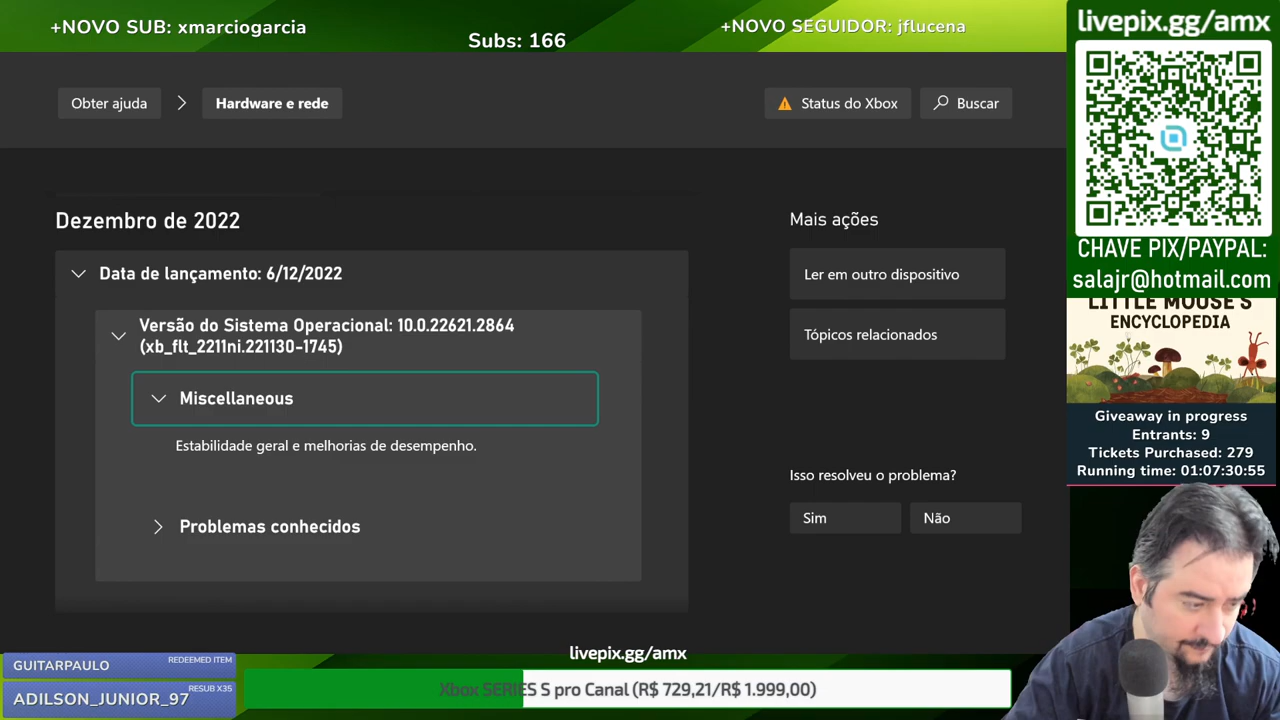 +NOVO SUB: xmarciogarcia
Subs: 166
+NOVO SEGUIDOR: jflucena
livepix.gg/amx
Obter ajuda
Hardware e rede
Status do Xbox
Buscar
Dezembro de 2022
Data de lançamento: 6/12/2022
Versão do Sistema Operacional: 10.0.22621.2864
(xb_flt_2211ni.221130-1745)
Miscellaneous
Estabilidade geral e melhorias de desempenho.
Problemas conhecidos
Mais ações
Ler em outro dispositivo
Tópicos relacionados
Isso resolveu o problema?
Sim
Não
CHAVE PIX/PAYPAL:
salajr@hotmail.com
LITTLE MOUSE'S
ENCYCLOPEDIA
Giveaway in progress
Entrants: 9
Tickets Purchased: 279
Running time: 01:07:30:55
GUITARPAULO
REDEEMED ITEM
ADILSON_JUNIOR_97
RESUB X35
livepix.gg/amx
Xbox SERIES S pro Canal (R$ 729,21/R$ 1.999,00)